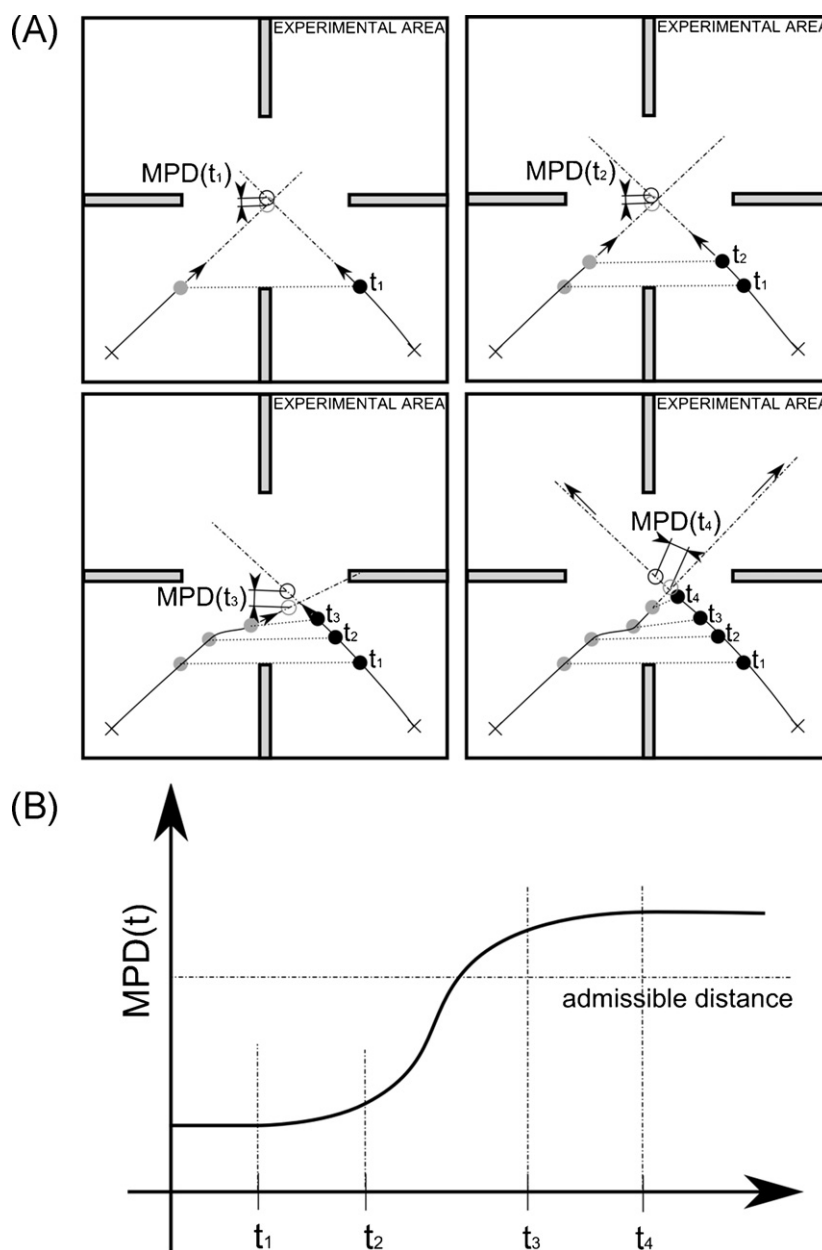 (A)
EXPERIMENTAL AREA
MPD(t₁)
t₁
EXPERIMENTAL AREA
MPD(t₂)
t₂
t₁
EXPERIMENTAL AREA
MPD(t₃)
t₃
t₂
t₁
EXPERIMENTAL AREA
MPD(t₄)
t₄
t₃
t₂
t₁
(B)
MPD(t)
admissible distance
t₁ t₂ t₃ t₄